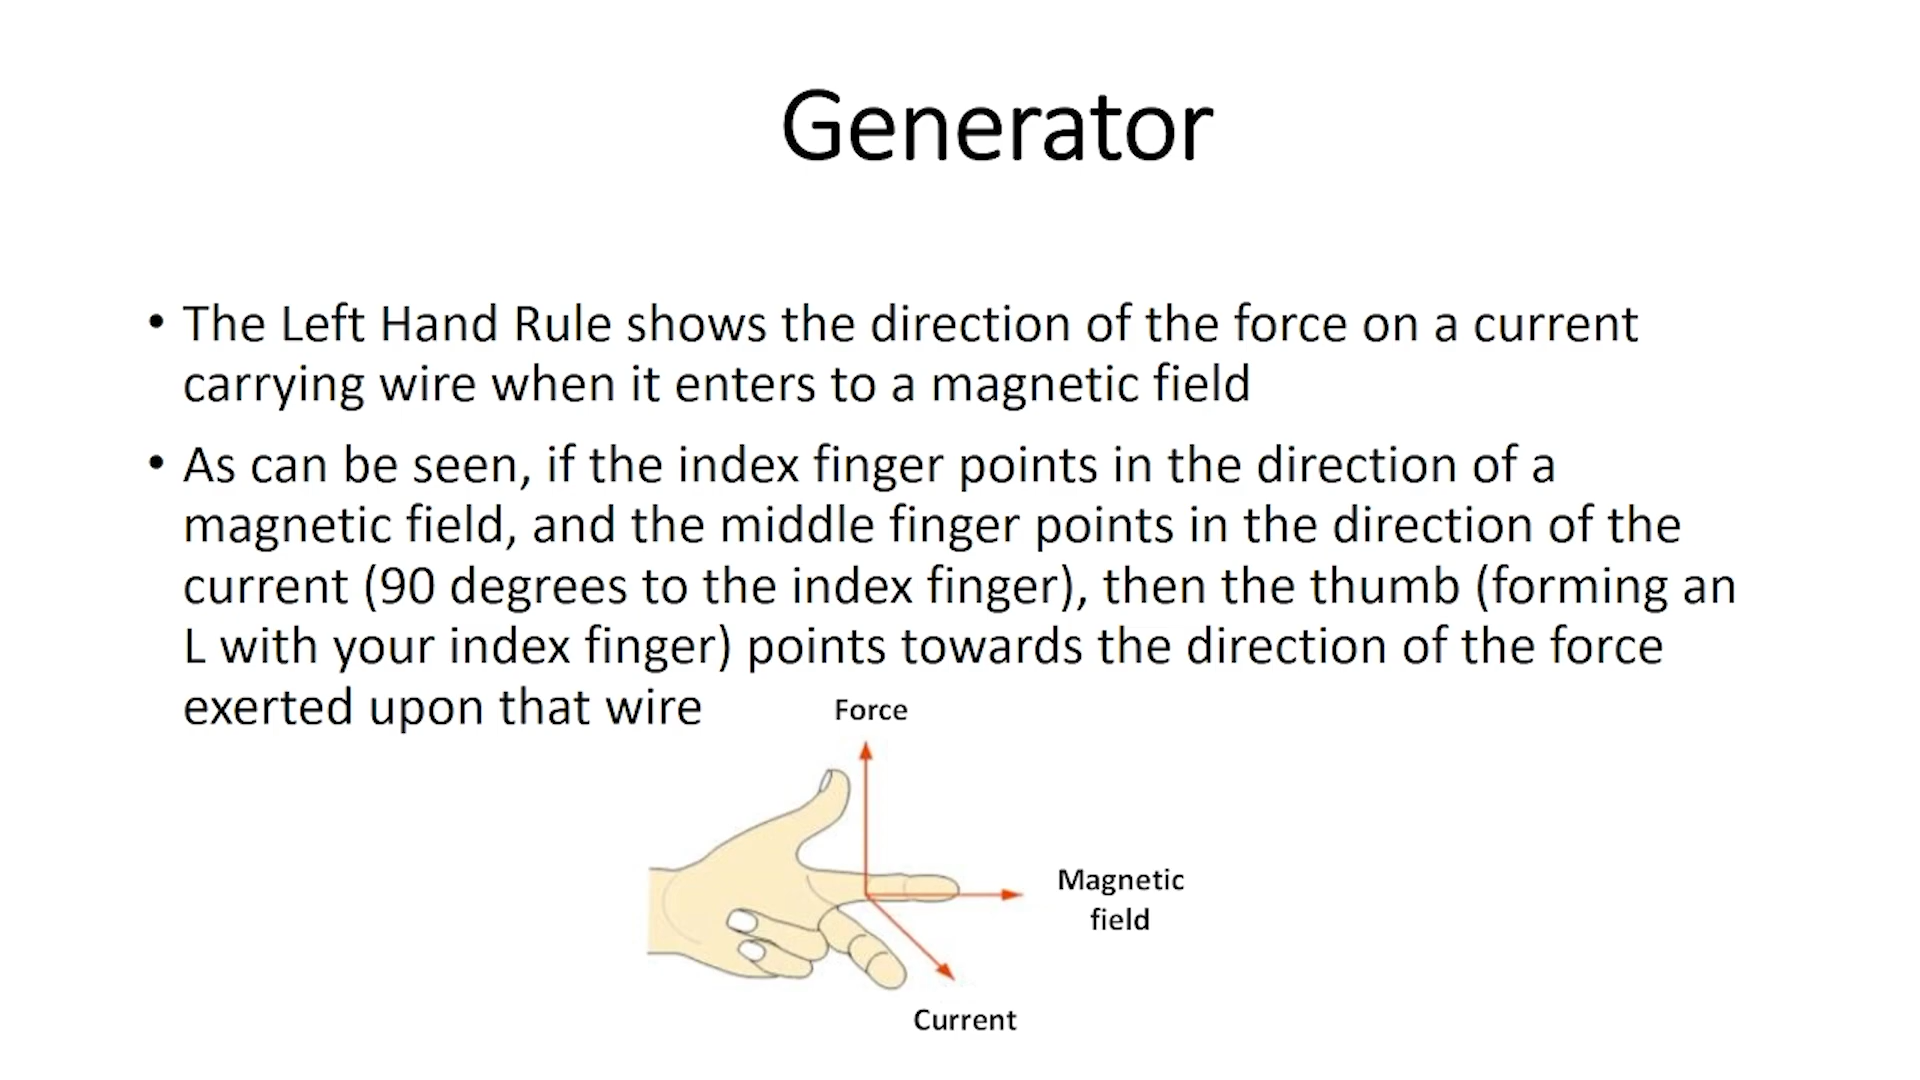 Generator
• The Left Hand Rule shows the direction of the force on a current
carrying wire when it enters to a magnetic field
• As can be seen, if the index finger points in the direction of a
magnetic field, and the middle finger points in the direction of the
current (90 degrees to the index finger), then the thumb (forming an
L with your index finger) points towards the direction of the force
exerted upon that wire
Force
Magnetic
field
Current